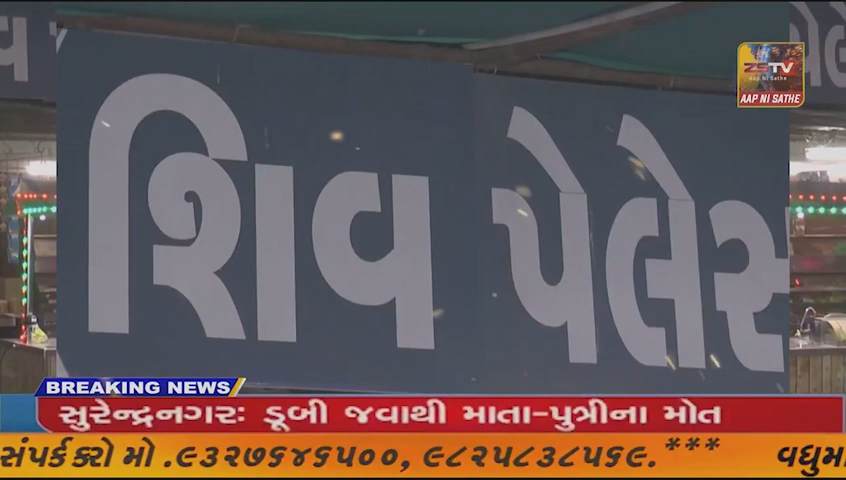 ZSTV
Aap Ni Sathe
AAP NI SATHE
શિવ પેલેસ
BREAKING NEWS
સુરેન્દ્રનગરઃ ડૂબી જવાથી માતા-પુત્રીના મોત
સંપર્ક કરો મો .૯૩૨૭૬૪૬૫૦૦, ૯૮૨૫૮૩૮૫૬૯.*** વધુમા